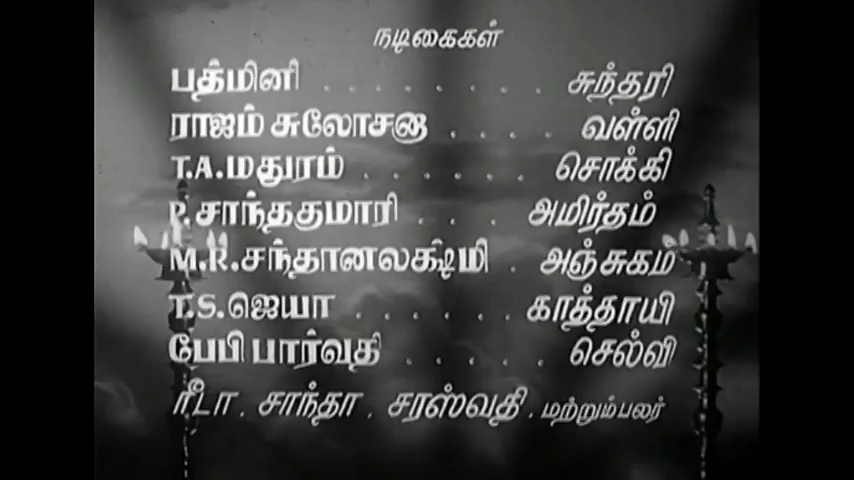 நடிகைகள்
பத்மினி . . . . . . . . சுந்தரி
ராஜம் சுலோசனா . . . . வள்ளி
T.A.மதுரம் . . . . . . சொக்கி
P.சாந்தகுமாரி . . . அமிர்தம்
M.R.சந்தானலக்ஷ்மி . அஞ்சுகம்
T.S.ஜெயா . . . . . . காத்தாயி
பேபி பார்வதி . . . . . செல்வி
ரீடா , சாந்தா , சரஸ்வதி , மற்றும்பலர்